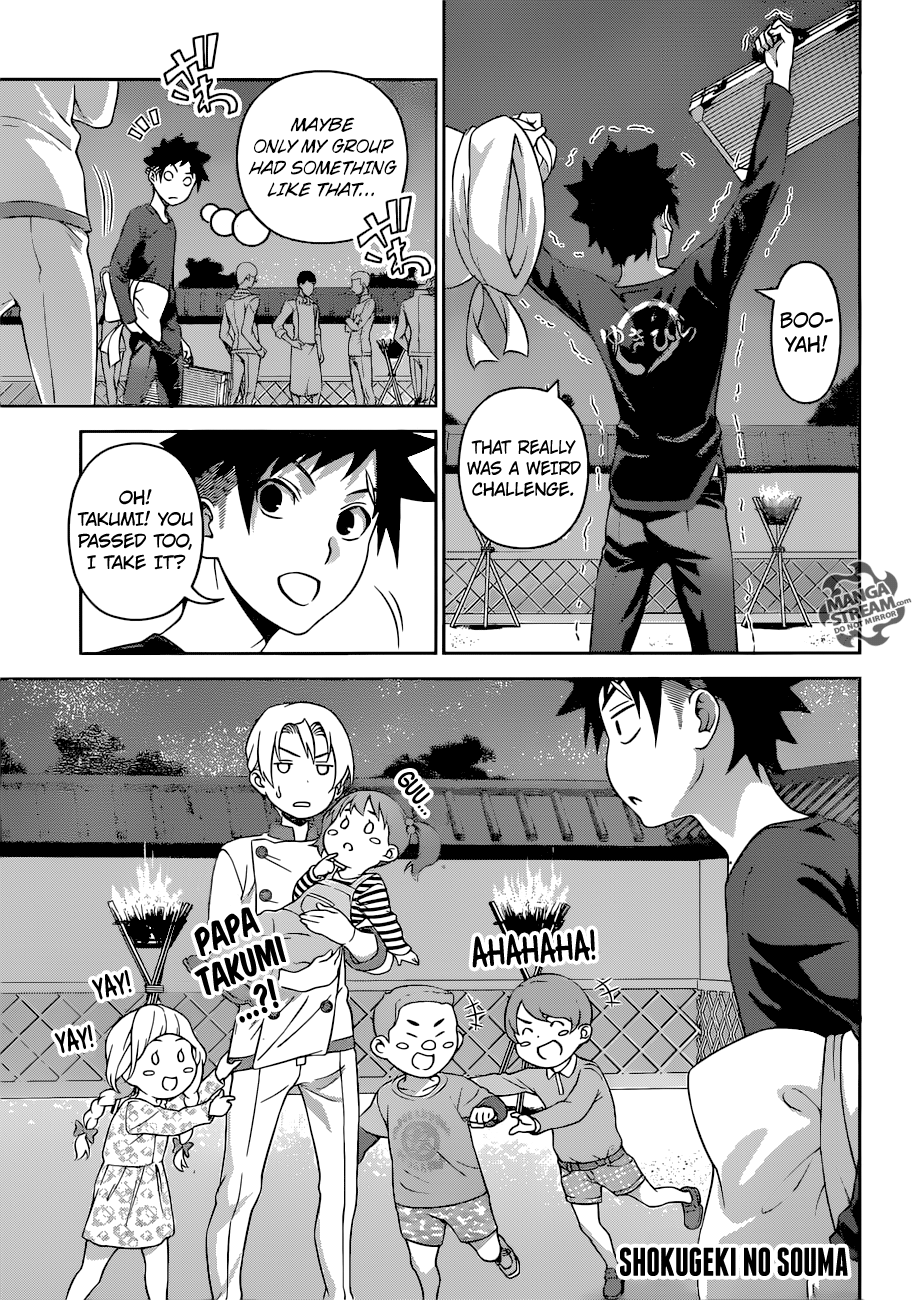 BOO-
YAH!
ゆきひら
THAT REALLY
WAS A WEIRD
CHALLENGE.
ざわ
MAYBE
ONLY MY GROUP
HAD SOMETHING
LIKE THAT...
ざわ
OH!
TAKUMI! YOU
PASSED TOO,
I TAKE IT?
MANGA
STREAM.com
DO NOT MIRROR
GUU...
AHAHAHA!
PAPA
TAKUMI
...?!
YAY!
YAY!
SHOKUGEKI NO SOUMA